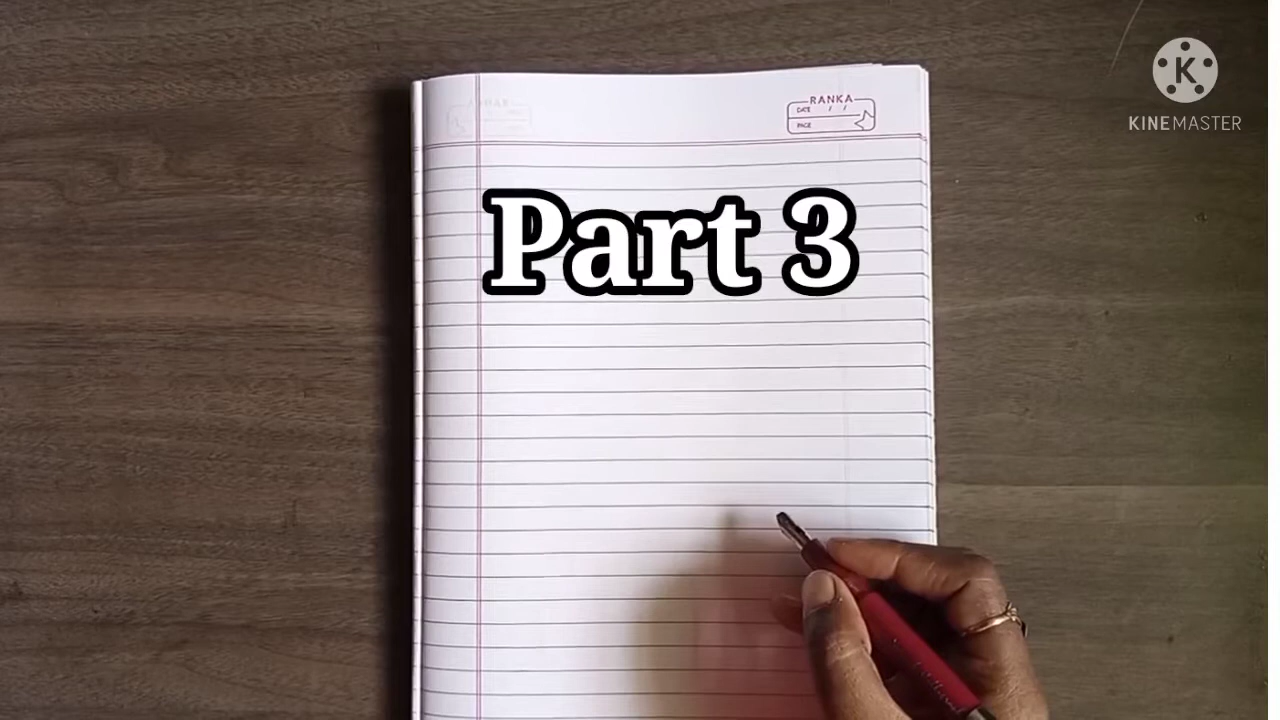 K
KINEMASTER
RANKA
DATE / /
PAGE
Part 3